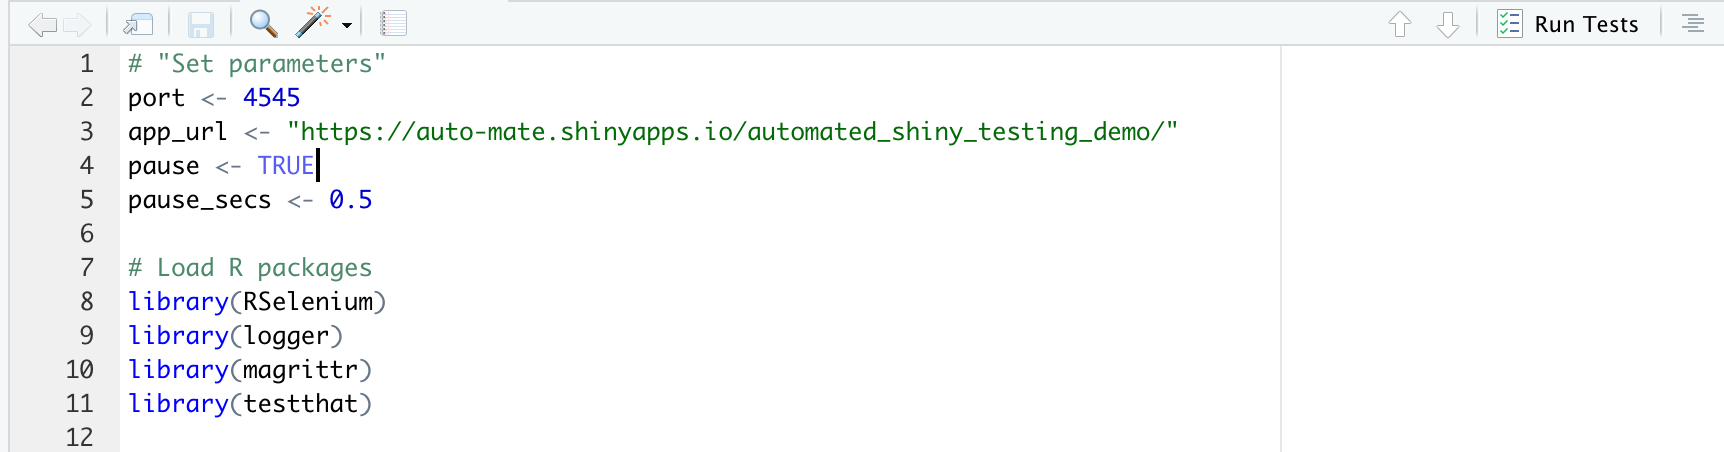 Run Tests
1 # "Set parameters"
2 port <- 4545
3 app_url <- "https://auto-mate.shinyapps.io/automated_shiny_testing_demo/"
4 pause <- TRUE
5 pause_secs <- 0.5
6
7 # Load R packages
8 library(RSelenium)
9 library(logger)
10 library(magrittr)
11 library(testthat)
12